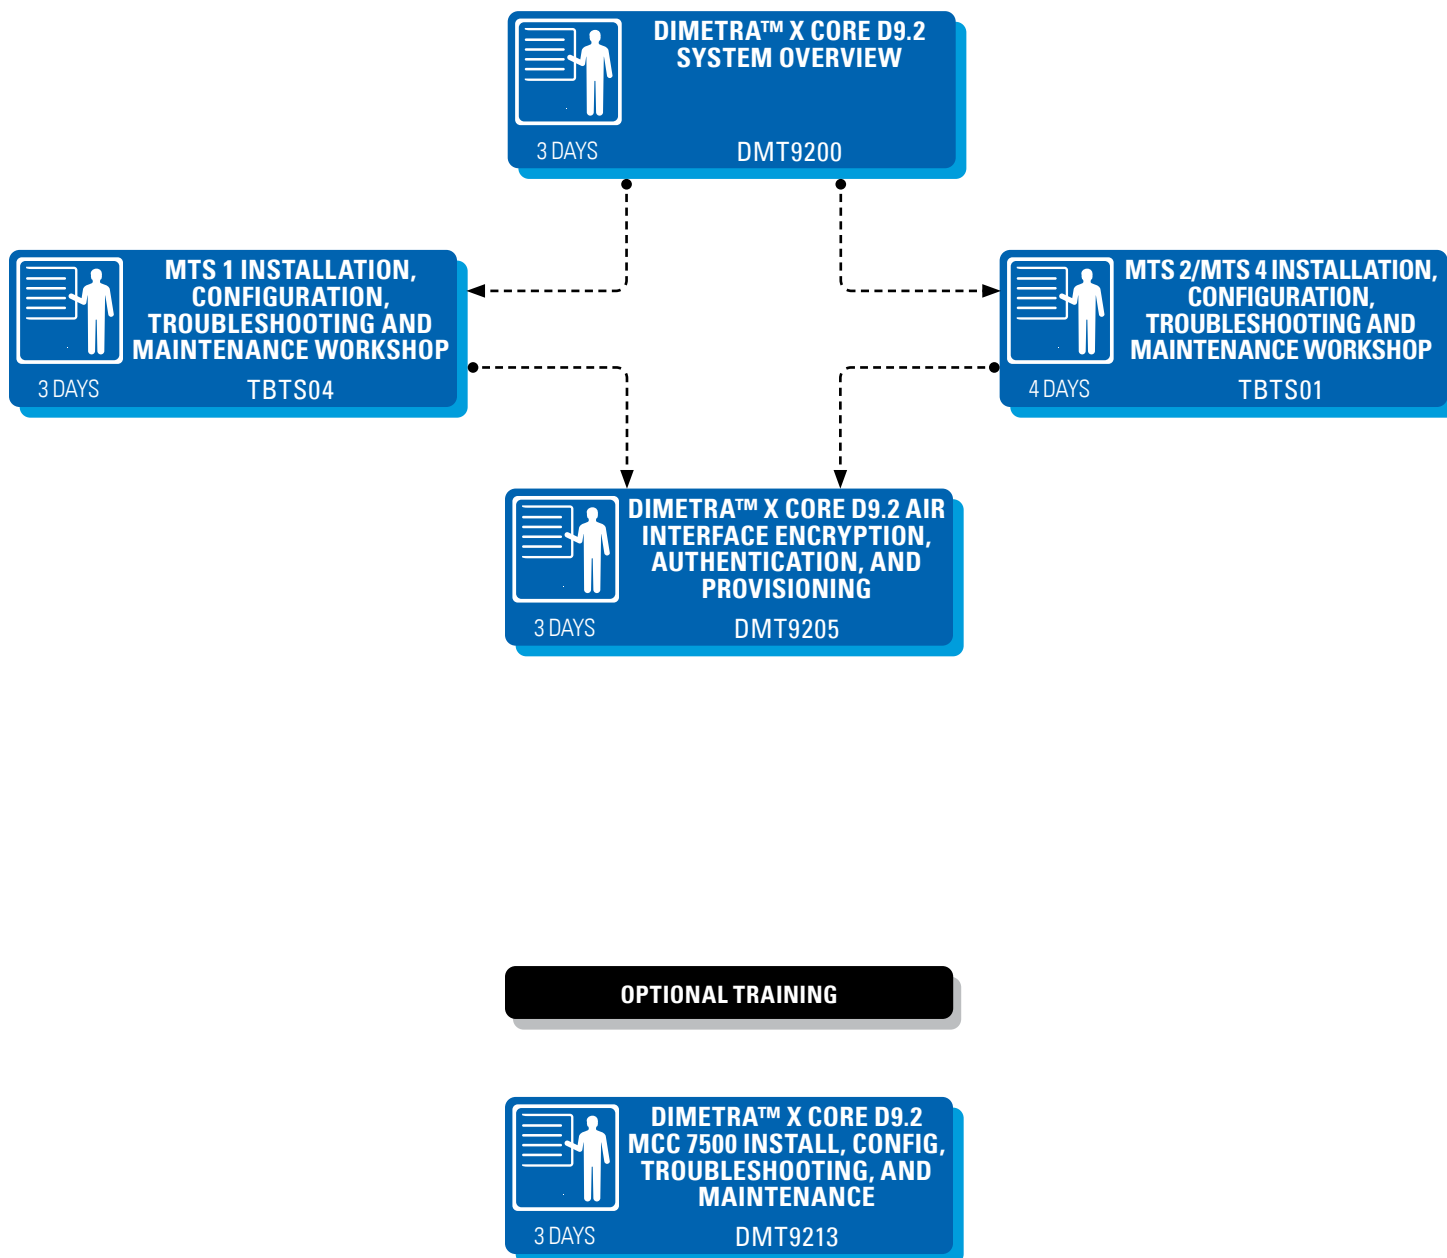 DIMETRA™ X CORE D9.2
SYSTEM OVERVIEW
3 DAYS
DMT9200
MTS 1 INSTALLATION,
CONFIGURATION,
TROUBLESHOOTING AND
MAINTENANCE WORKSHOP
3 DAYS
TBTS04
MTS 2/MTS 4 INSTALLATION,
CONFIGURATION,
TROUBLESHOOTING AND
MAINTENANCE WORKSHOP
4 DAYS
TBTS01
DIMETRA™ X CORE D9.2 AIR
INTERFACE ENCRYPTION,
AUTHENTICATION, AND
PROVISIONING
3 DAYS
DMT9205
OPTIONAL TRAINING
DIMETRA™ X CORE D9.2
MCC 7500 INSTALL, CONFIG,
TROUBLESHOOTING, AND
MAINTENANCE
3 DAYS
DMT9213